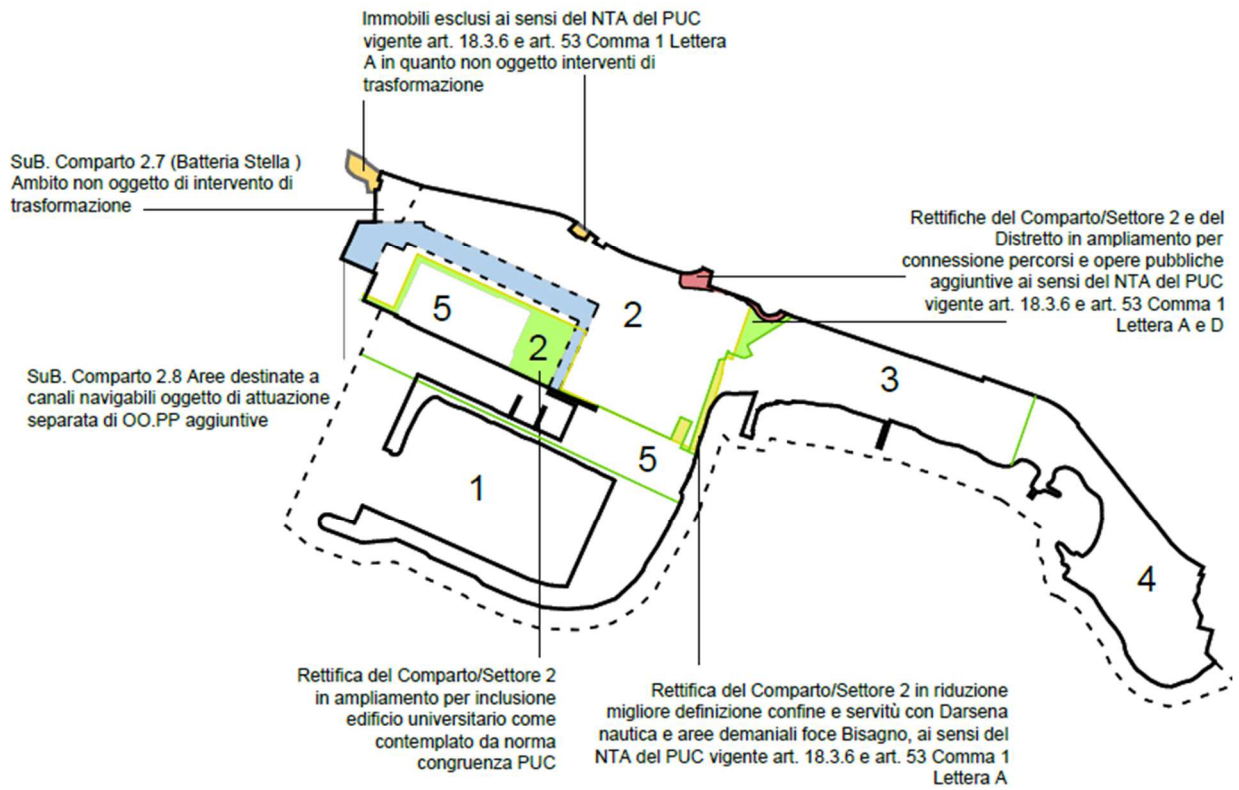 Immobili esclusi ai sensi del NTA del PUC
vigente art. 18.3.6 e art. 53 Comma 1 Lettera
A in quanto non oggetto interventi di
trasformazione
SuB. Comparto 2.7 (Batteria Stella )
Ambito non oggetto di intervento di
trasformazione
Rettifiche del Comparto/Settore 2 e del
Distretto in ampliamento per
connessione percorsi e opere pubbliche
aggiuntive ai sensi del NTA del PUC
vigente art. 18.3.6 e art. 53 Comma 1
Lettera A e D
5
2
2
3
SuB. Comparto 2.8 Aree destinate a
canali navigabili oggetto di attuazione
separata di OO.PP aggiuntive
5
1
4
Rettifica del Comparto/Settore 2
in ampliamento per inclusione
edificio universitario come
contemplato da norma
congruenza PUC
Rettifica del Comparto/Settore 2 in riduzione
migliore definizione confine e servitù con Darsena
nautica e aree demaniali foce Bisagno, ai sensi del
NTA del PUC vigente art. 18.3.6 e art. 53 Comma 1
Lettera A